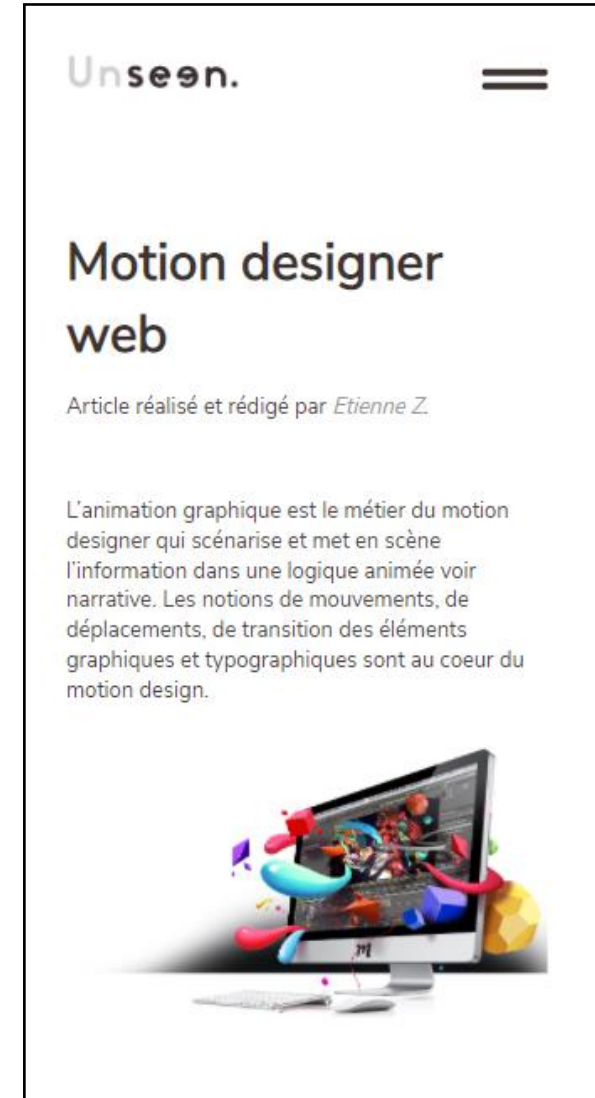 Unseen.
Motion designer
web
Article réalisé et rédigé par Etienne Z.
L'animation graphique est le métier du motion
designer qui scénarise et met en scène
l'information dans une logique animée voir
narrative. Les notions de mouvements, de
déplacements, de transition des éléments
graphiques et typographiques sont au coeur du
motion design.